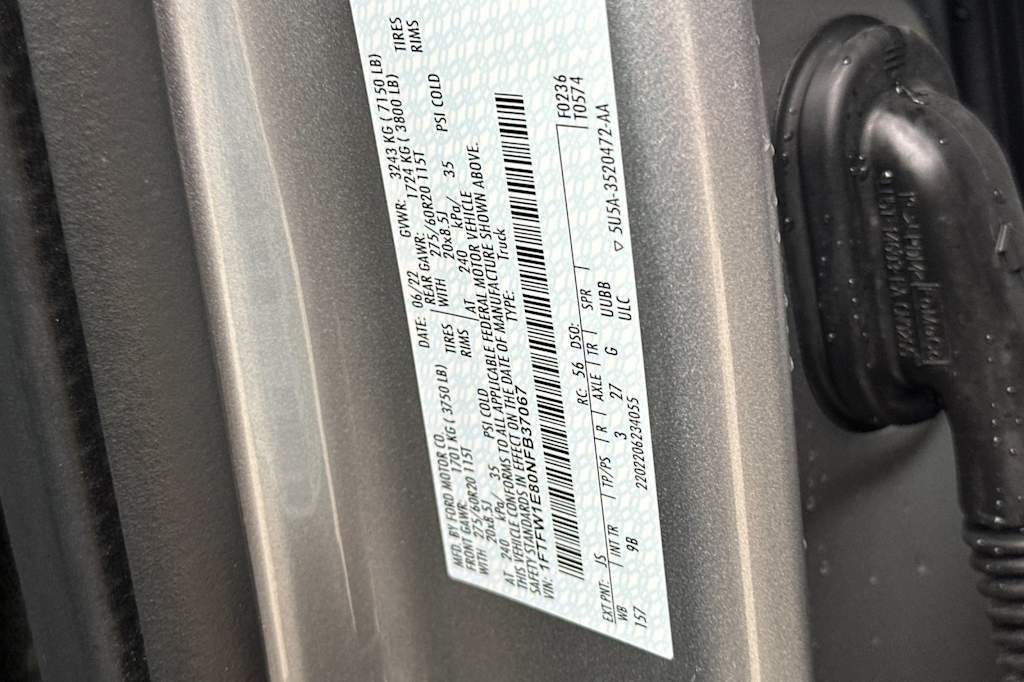 MFD. BY FORD MOTOR CO.
DATE: 06/22 GVWR: 3243 KG ( 7150 LB)
FRONT GAWR: 1701 KG ( 3750 LB) REAR GAWR: 1724 KG ( 3800 LB)
WITH 275/60R20 115T TIRES WITH 275/60R20 115T TIRES
20x8.5J RIMS 20x8.5J RIMS
AT 240 kPa/ 35 PSI COLD AT 240 kPa/ 35 PSI COLD
THIS VEHICLE CONFORMS TO ALL APPLICABLE FEDERAL MOTOR VEHICLE
SAFETY STANDARDS IN EFFECT ON THE DATE OF MANUFACTURE SHOWN ABOVE.
VIN: 1FTFW1E80NFB37067 TYPE: Truck
F0236
T0574
EXT PNT: JS RC: 56 DSO:
WB INT TR TP/PS R AXLE TR SPR
157 9B 3 27 G UUBB
2202206234055 ULC ▽ 5U5A-3520472-AA